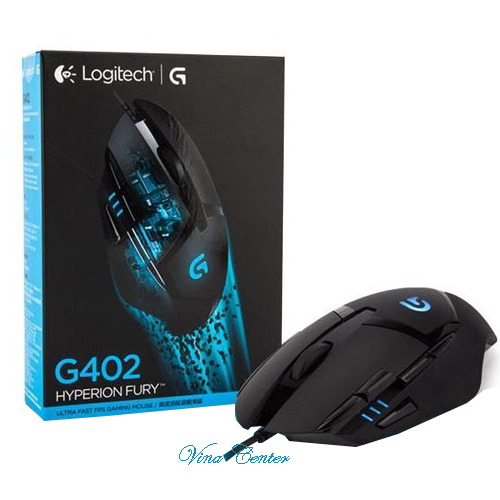 Logitech | G
G402
HYPERION FURY™
ULTRA FAST FPS GAMING MOUSE /
Vina Center